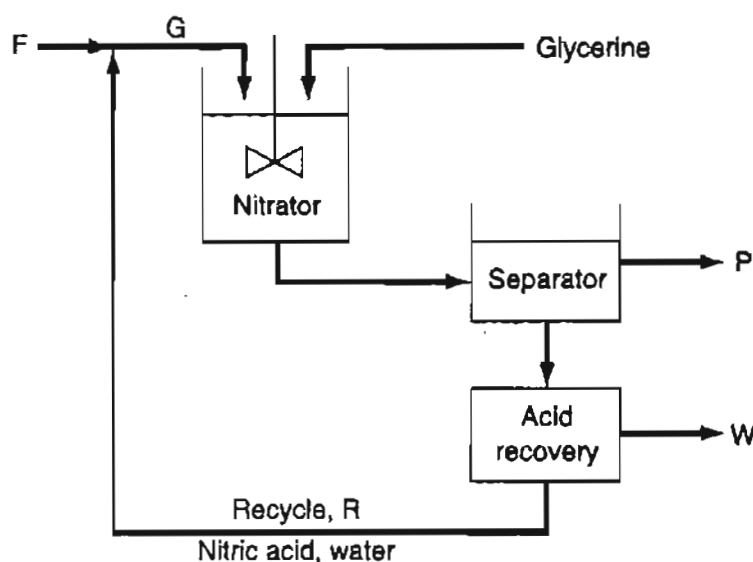 F
G
Glycerine
Nitrator
Separator
P
Acid
recovery
W
Recycle, R
Nitric acid, water